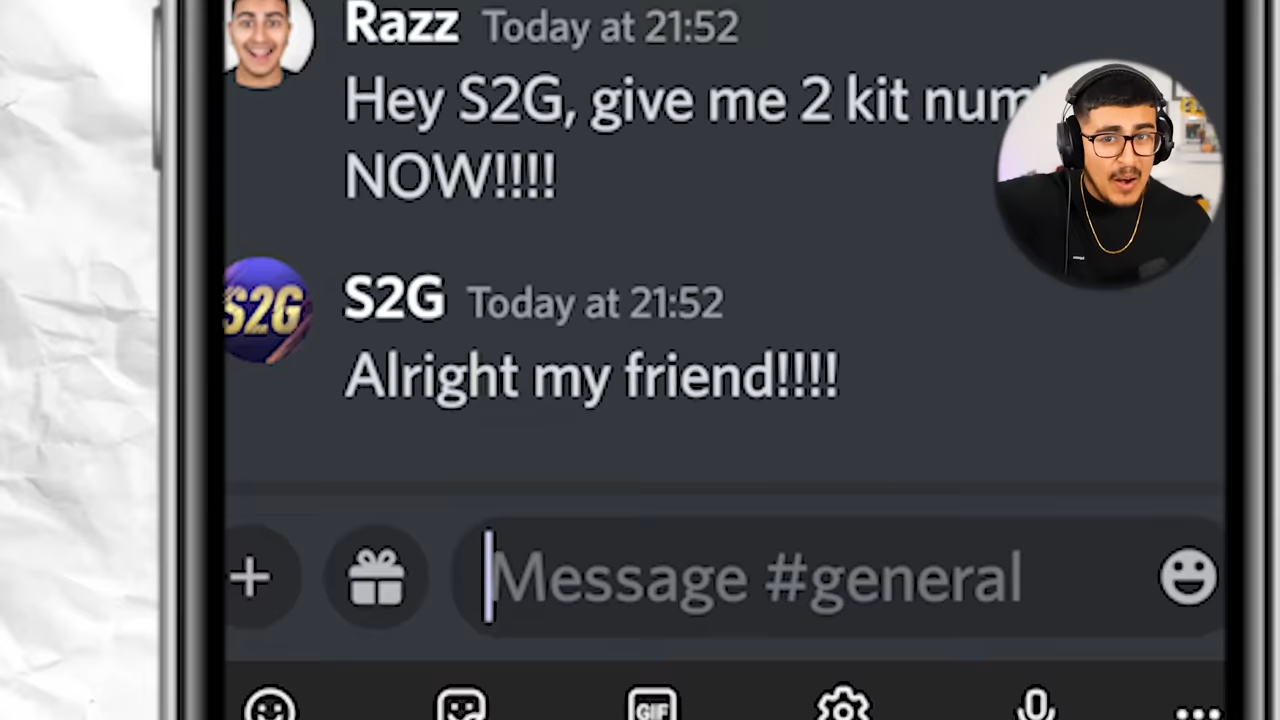 Razz Today at 21:52
Hey S2G, give me 2 kit
NOW!!!!
S2G
S2G Today at 21:52
Alright my friend!!!!
Message #general
GIF